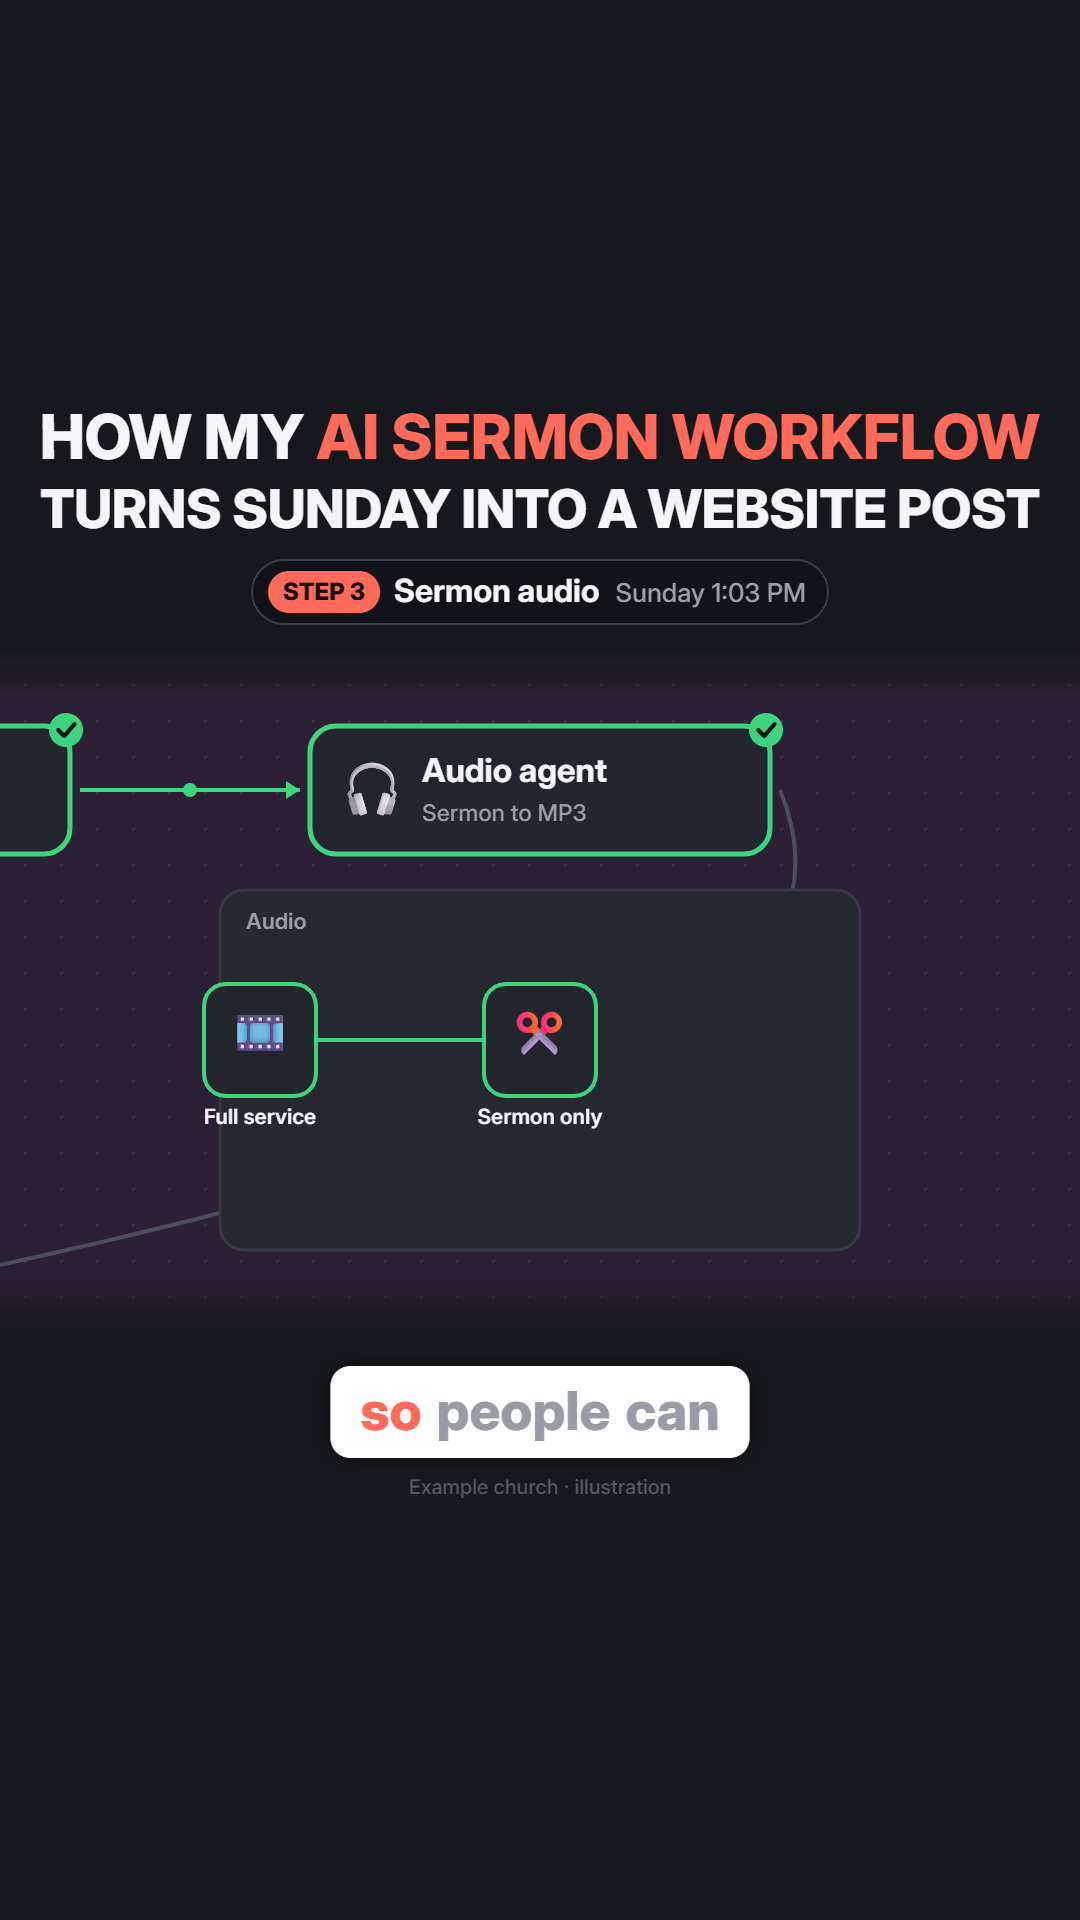 HOW MY AI SERMON WORKFLOW
TURNS SUNDAY INTO A WEBSITE POST
STEP 3 Sermon audio Sunday 1:03 PM
Audio agent
Sermon to MP3
Audio
Full service
Sermon only
so people can
Example church · illustration